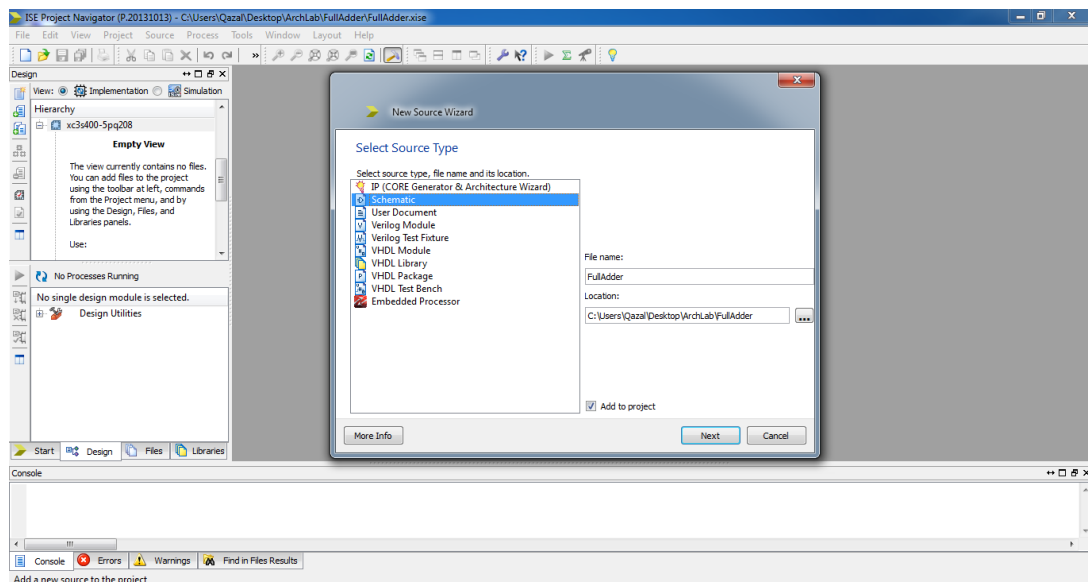 ISE Project Navigator (P.20131013) - C:\Users\Qazal\Desktop\ArchLab\FullAdder\FullAdder.xise
File Edit View Project Source Process Tools Window Layout Help
Design
View: Implementation Simulation
Hierarchy
xc3s400-5pq208
Empty View
The view currently contains no files.
You can add files to the project
using the toolbar at left, commands
from the Project menu, and by
using the Design, Files, and
Libraries panels.
Use:
No Processes Running
No single design module is selected.
Design Utilities
Start Design Files Libraries
New Source Wizard
Select Source Type
Select source type, file name and its location.
IP (CORE Generator & Architecture Wizard)
Schematic
User Document
Verilog Module
Verilog Test Fixture
VHDL Module
VHDL Library
VHDL Package
VHDL Test Bench
Embedded Processor
File name:
FullAdder
Location:
C:\Users\Qazal\Desktop\ArchLab\FullAdder
...
Add to project
More Info Next Cancel
Console
Console Errors Warnings Find in Files Results
Add a new source to the project